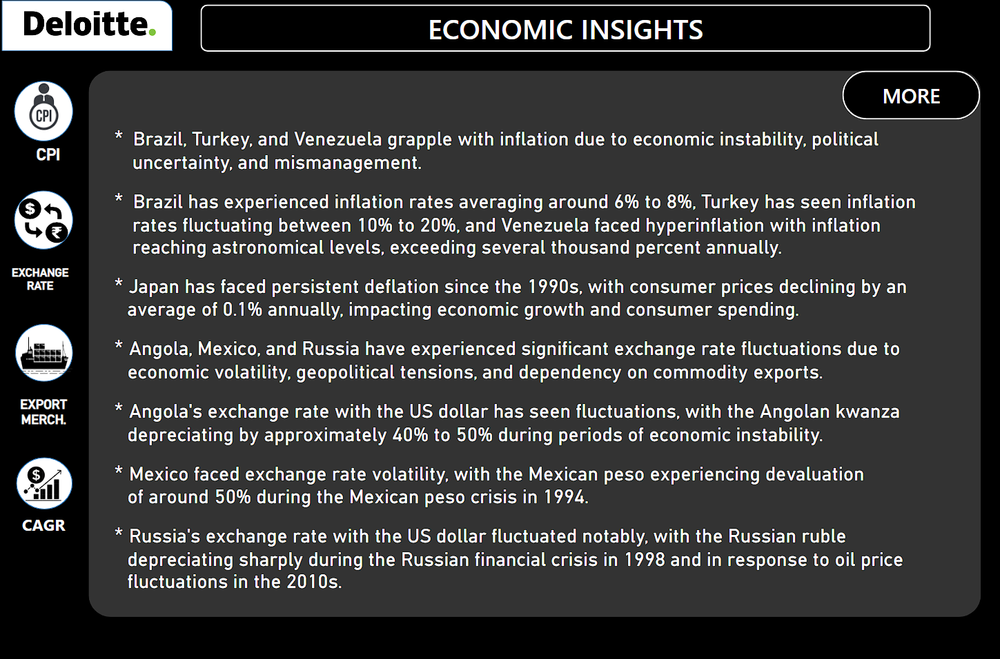 Deloitte.
ECONOMIC INSIGHTS
MORE
CPI
CPI
$
₹
EXCHANGE
RATE
EXPORT
MERCH.
$
CAGR
* Brazil, Turkey, and Venezuela grapple with inflation due to economic instability, political
uncertainty, and mismanagement.
* Brazil has experienced inflation rates averaging around 6% to 8%, Turkey has seen inflation
rates fluctuating between 10% to 20%, and Venezuela faced hyperinflation with inflation
reaching astronomical levels, exceeding several thousand percent annually.
* Japan has faced persistent deflation since the 1990s, with consumer prices declining by an
average of 0.1% annually, impacting economic growth and consumer spending.
* Angola, Mexico, and Russia have experienced significant exchange rate fluctuations due to
economic volatility, geopolitical tensions, and dependency on commodity exports.
* Angola's exchange rate with the US dollar has seen fluctuations, with the Angolan kwanza
depreciating by approximately 40% to 50% during periods of economic instability.
* Mexico faced exchange rate volatility, with the Mexican peso experiencing devaluation
of around 50% during the Mexican peso crisis in 1994.
* Russia's exchange rate with the US dollar fluctuated notably, with the Russian ruble
depreciating sharply during the Russian financial crisis in 1998 and in response to oil price
fluctuations in the 2010s.